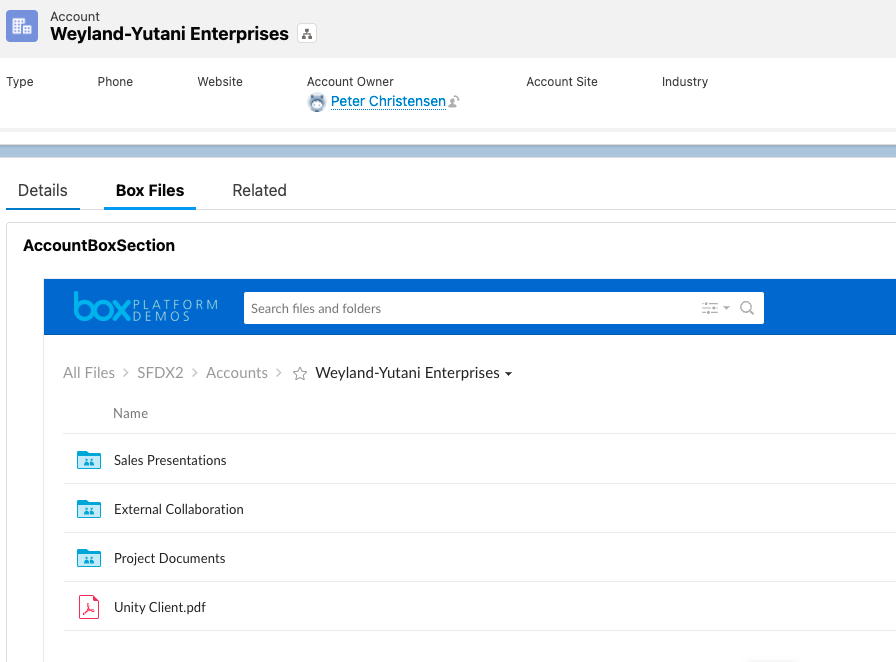 Account
Weyland-Yutani Enterprises
Type Phone Website Account Owner Account Site Industry
Peter Christensen
Details Box Files Related
AccountBoxSection
box PLATFORM DEMOS
Search files and folders
All Files > SFDX2 > Accounts > Weyland-Yutani Enterprises
Name
Sales Presentations
External Collaboration
Project Documents
Unity Client.pdf